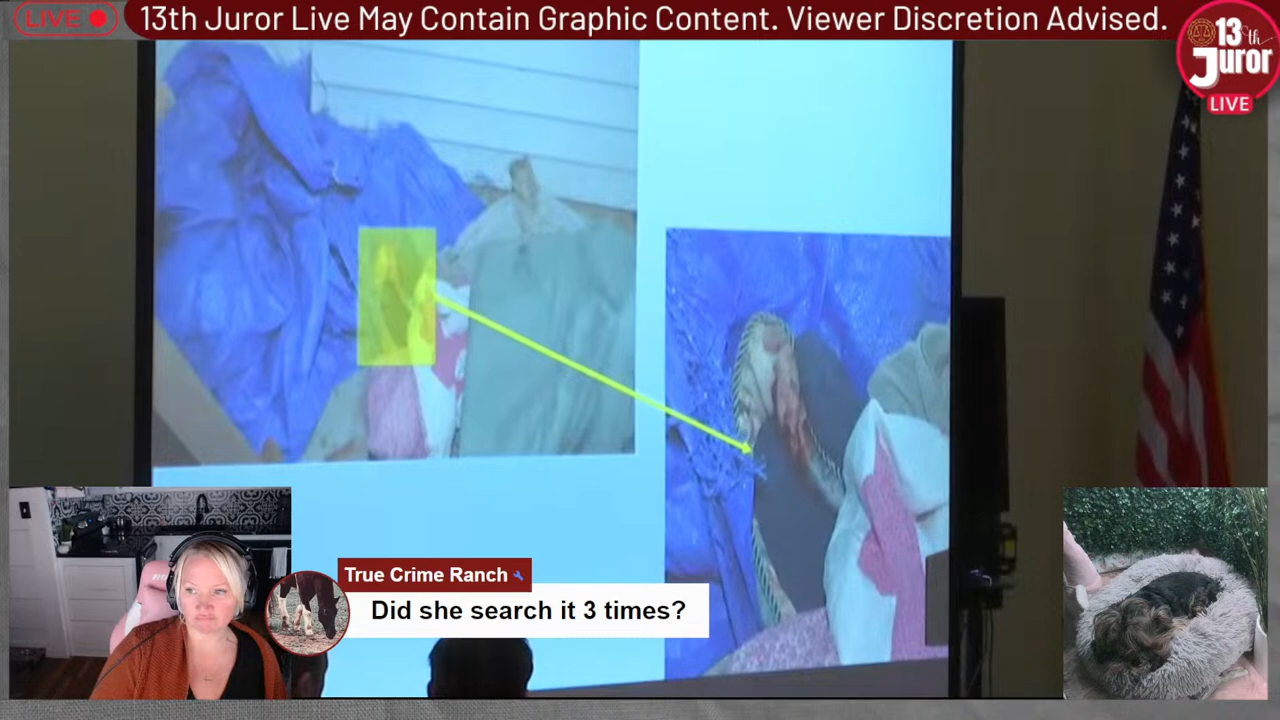 LIVE
13th Juror Live May Contain Graphic Content. Viewer Discretion Advised.
13th
Juror
LIVE
True Crime Ranch
Did she search it 3 times?